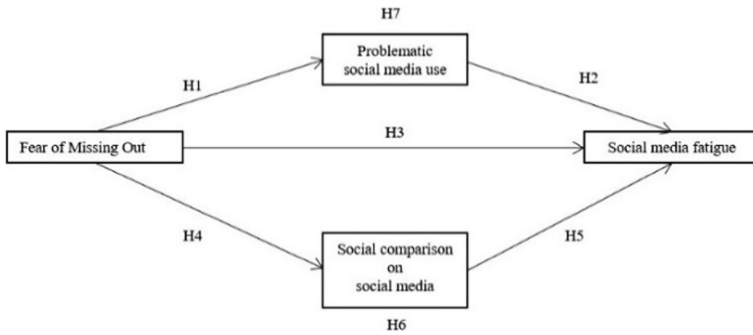 H7
Problematic
social media use
H1
H2
Fear of Missing Out
H3
Social media fatigue
H4
Social comparison
on
social media
H5
H6